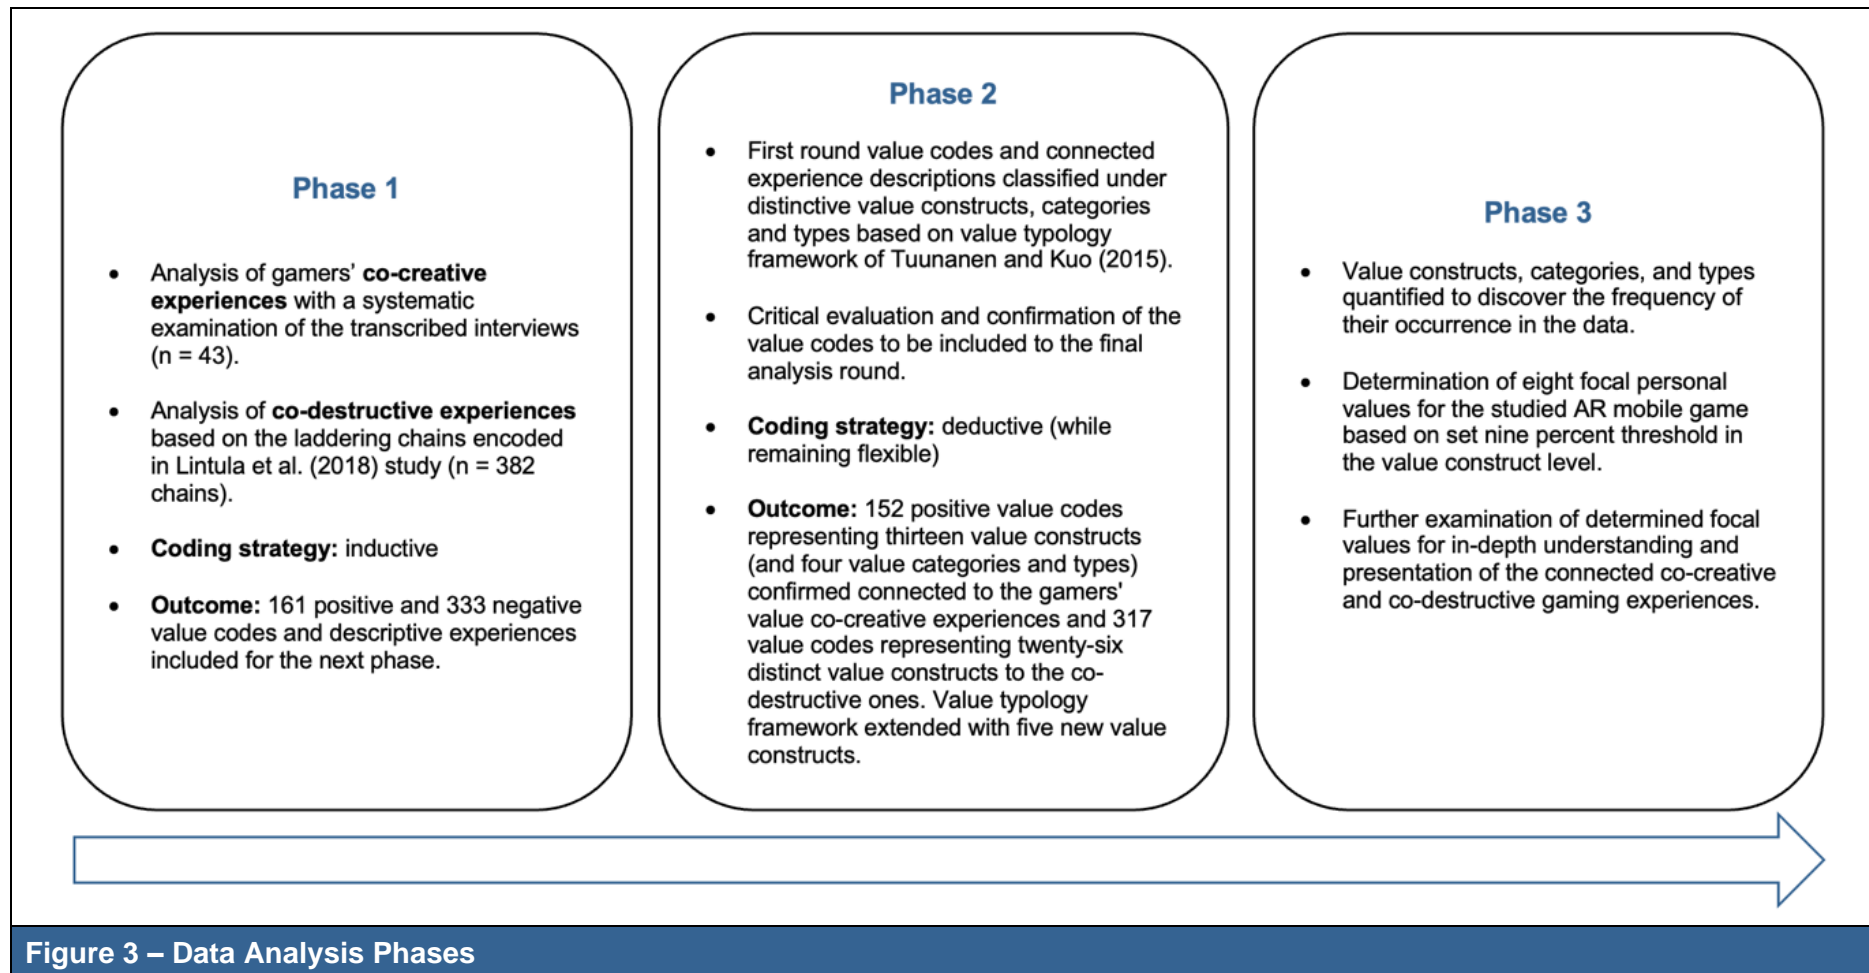 Phase 1
• Analysis of gamers' co-creative
experiences with a systematic
examination of the transcribed interviews
(n = 43).
• Analysis of co-destructive experiences
based on the laddering chains encoded
in Lintula et al. (2018) study (n = 382
chains).
• Coding strategy: inductive
• Outcome: 161 positive and 333 negative
value codes and descriptive experiences
included for the next phase.
Phase 2
• First round value codes and connected
experience descriptions classified under
distinctive value constructs, categories
and types based on value typology
framework of Tuunanen and Kuo (2015).
• Critical evaluation and confirmation of the
value codes to be included to the final
analysis round.
• Coding strategy: deductive (while
remaining flexible)
• Outcome: 152 positive value codes
representing thirteen value constructs
(and four value categories and types)
confirmed connected to the gamers'
value co-creative experiences and 317
value codes representing twenty-six
distinct value constructs to the co-
destructive ones. Value typology
framework extended with five new value
constructs.
Phase 3
• Value constructs, categories, and types
quantified to discover the frequency of
their occurrence in the data.
• Determination of eight focal personal
values for the studied AR mobile game
based on set nine percent threshold in
the value construct level.
• Further examination of determined focal
values for in-depth understanding and
presentation of the connected co-creative
and co-destructive gaming experiences.
Figure 3 – Data Analysis Phases